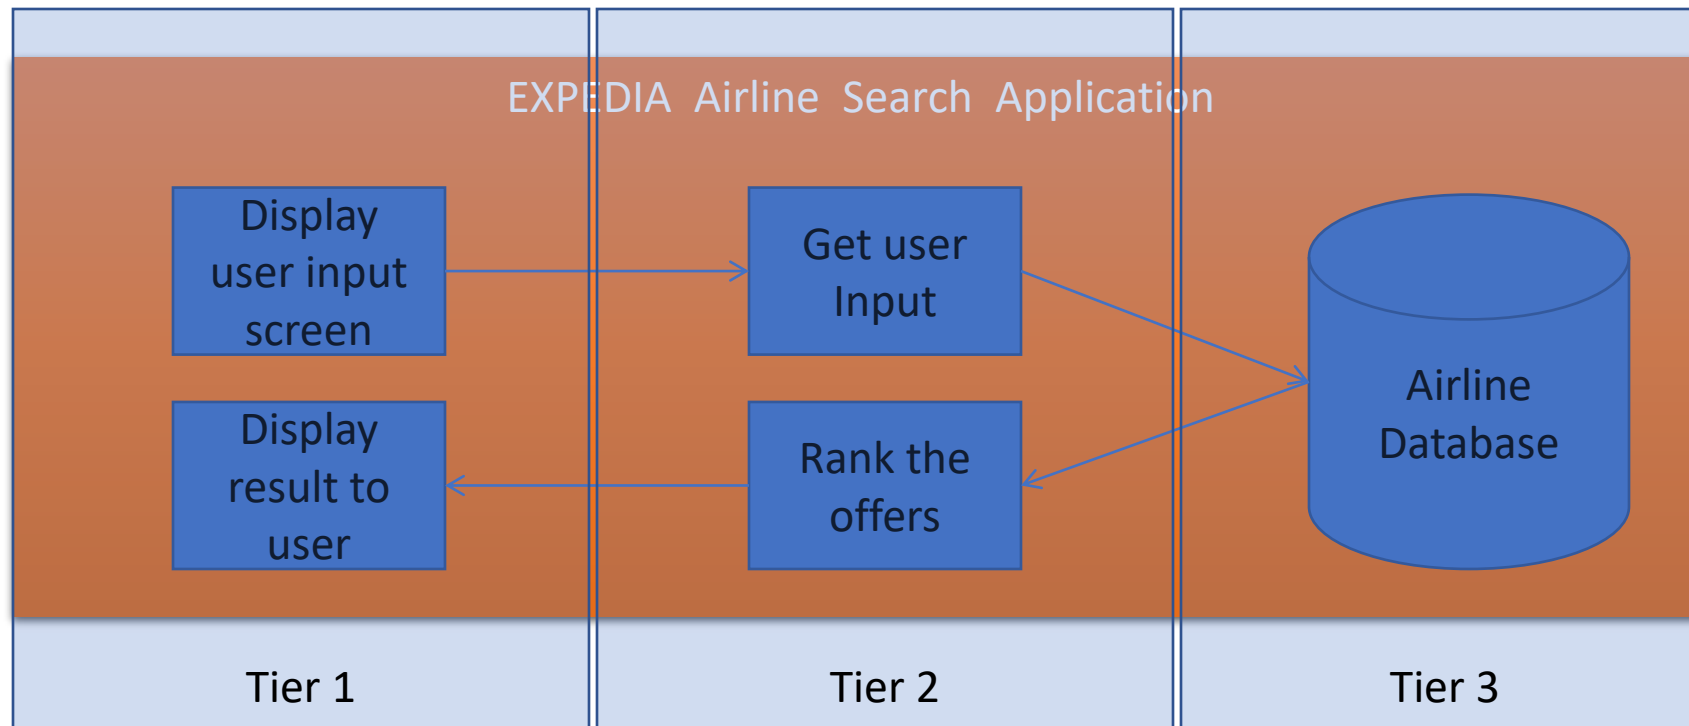 EXPEDIA Airline Search Application
Display
user input
screen
Get user
Input
Airline
Database
Display
result to
user
Rank the
offers
Tier 1
Tier 2
Tier 3